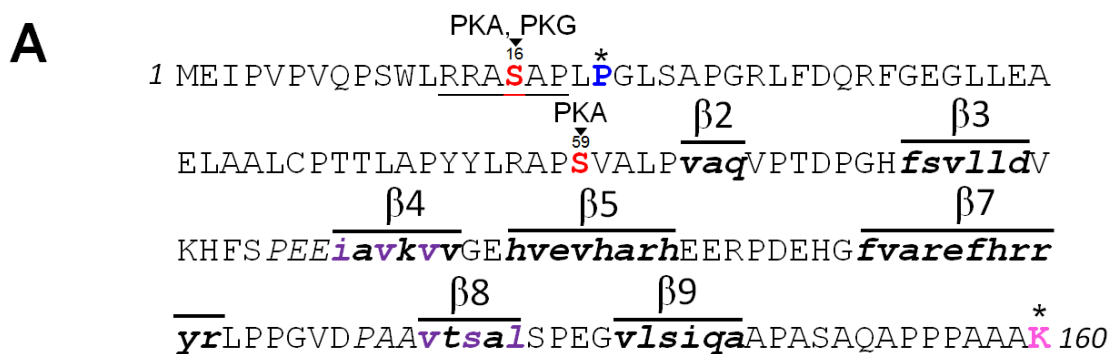 A
PKA, PKG
16 *
1 MEIPVPVQPSWLRRASAPLPGLSAPGRLFDQRFGEGLLEA
PKA β2 β3
59
ELAALCPTTLAPYYLRAPSVALPvaqVPTDPGHfsvlldV
β4 β5 β7
KHFSPEEiavkvvGEhvevharhEERPDEHGfvarefhrr
β8 β9 *
yrLPPGVDPAAvtsalSPEGvlsiqaAPASAQAPPPAAAK 160